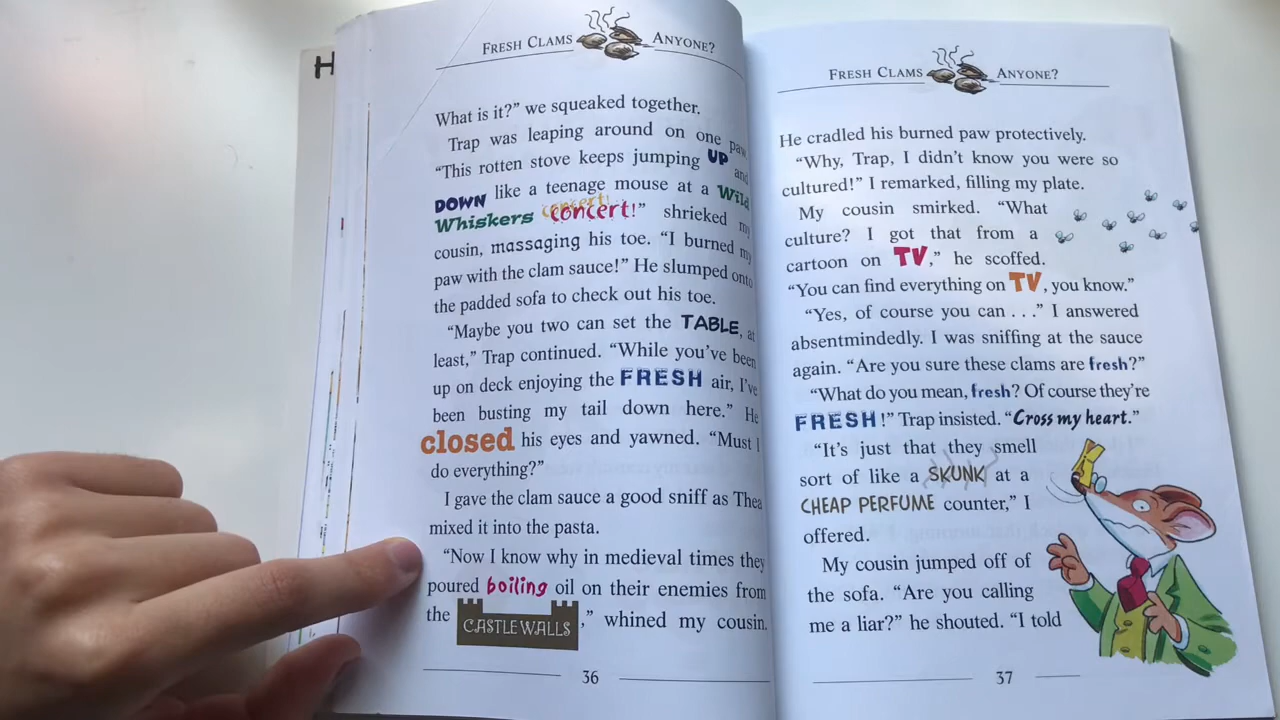 H
FRESH CLAMS ANYONE?
What is it?” we squeaked together.
Trap was leaping around on one paw.
“This rotten stove keeps jumping UP and
DOWN like a teenage mouse at a Wild
Whiskers concert!” shrieked my
cousin, massaging his toe. “I burned my
paw with the clam sauce!” He slumped onto
the padded sofa to check out his toe.
“Maybe you two can set the TABLE, at
least,” Trap continued. “While you’ve been
up on deck enjoying the FRESH air, I’ve
been busting my tail down here.” He
closed his eyes and yawned. “Must I
do everything?”
I gave the clam sauce a good sniff as Thea
mixed it into the pasta.
“Now I know why in medieval times they
poured boiling oil on their enemies from
the CASTLE WALLS,” whined my cousin.
36
FRESH CLAMS ANYONE?
He cradled his burned paw protectively.
“Why, Trap, I didn’t know you were so
cultured!” I remarked, filling my plate.
My cousin smirked. “What
culture? I got that from a
cartoon on TV,” he scoffed.
“You can find everything on TV, you know.”
“Yes, of course you can . . .” I answered
absentmindedly. I was sniffing at the sauce
again. “Are you sure these clams are fresh?”
“What do you mean, fresh? Of course they’re
FRESH!” Trap insisted. “Cross my heart.”
“It’s just that they smell
sort of like a SKUNK at a
CHEAP PERFUME counter,” I
offered.
My cousin jumped off of
the sofa. “Are you calling
me a liar?” he shouted. “I told
37